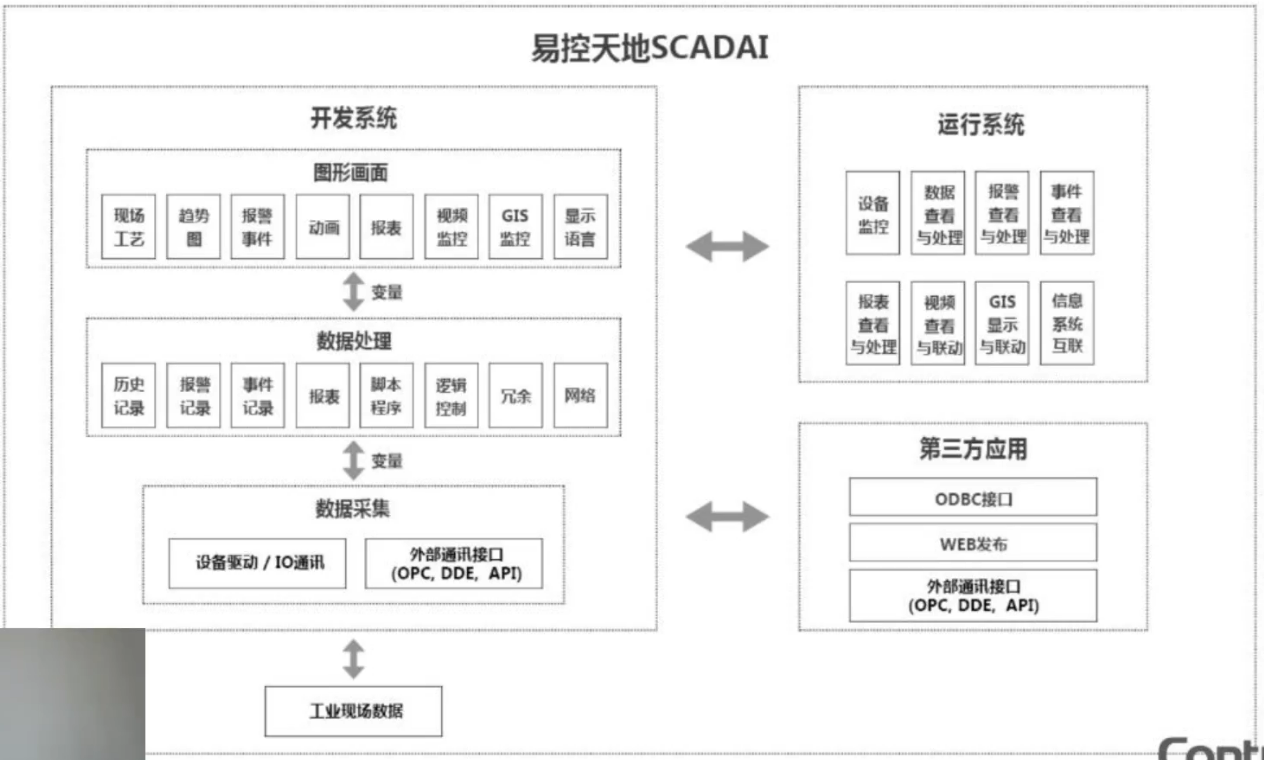 易控天地SCADAI
开发系统
图形画面
现场
工艺
趋势
图
报警
事件
动画
报表
视频
监控
GIS
监控
显示
语言
变量
数据处理
历史
记录
报警
记录
事件
记录
报表
脚本
程序
逻辑
控制
冗余
网络
变量
数据采集
设备驱动 / IO通讯
外部通讯接口
(OPC, DDE, API)
工业现场数据
运行系统
设备
监控
数据
查看
与处理
报警
查看
与处理
事件
查看
与处理
报表
查看
与处理
视频
查看
与联动
GIS
显示
与联动
信息
系统
互联
第三方应用
ODBC接口
WEB发布
外部通讯接口
(OPC, DDE, API)